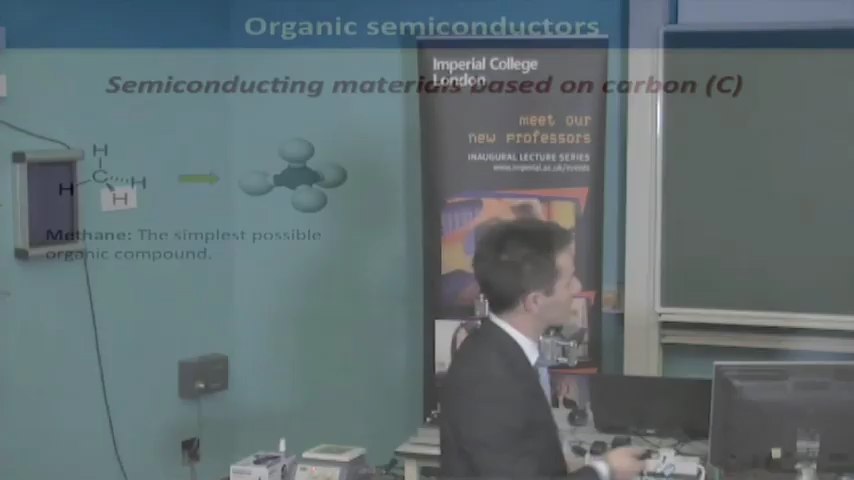 Organic semiconductors
Semiconducting materials based on carbon (C)
Imperial College
London
meet our
new professors
INAUGURAL LECTURE SERIES
www.imperial.ac.uk/events
H
C
H
H
H
Methane: The simplest possible
organic compound.